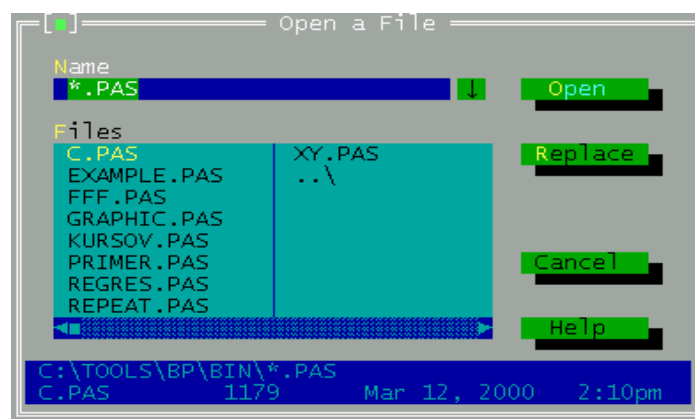 Open a File
Name
*.PAS
Open
Files
C.PAS
EXAMPLE.PAS
FFF.PAS
GRAPHIC.PAS
KURSOV.PAS
PRIMER.PAS
REGRES.PAS
REPEAT.PAS
XY.PAS
..\
Replace
Cancel
Help
C:\TOOLS\BP\BIN\*.PAS
C.PAS 1179 Mar 12, 2000 2:10pm